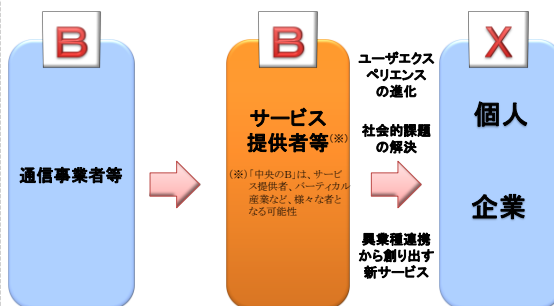 B
通信事業者等
B
サービス
提供者等(※)
(※)「中央のB」は、サービ
ス提供者、バーティカル
産業など、様々な者と
なる可能性
ユーザエクス
ペリエンス
の進化
社会的課題
の解決
異業種連携
から創り出す
新サービス
X
個人
企業